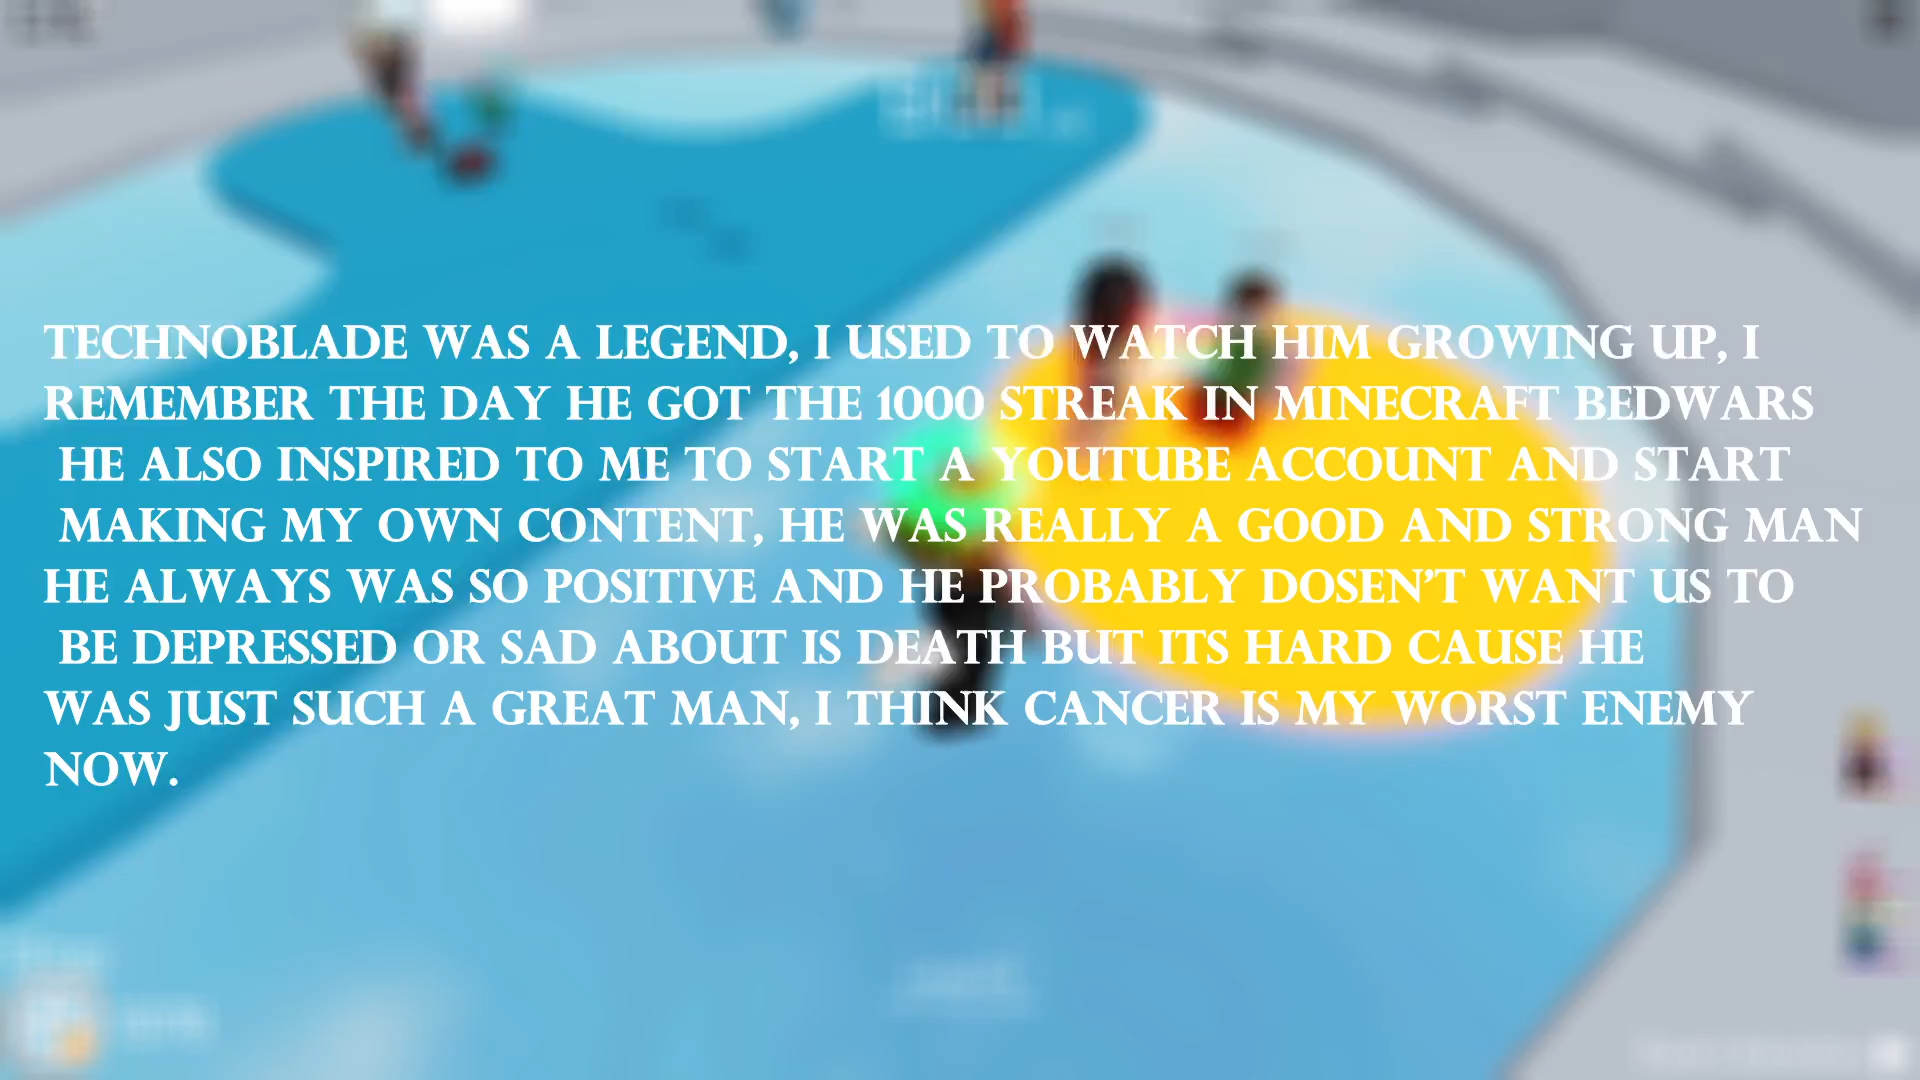 TECHNOBLADE WAS A LEGEND, I USED TO WATCH HIM GROWING UP, I
REMEMBER THE DAY HE GOT THE 1000 STREAK IN MINECRAFT BEDWARS
HE ALSO INSPIRED TO ME TO START A YOUTUBE ACCOUNT AND START
MAKING MY OWN CONTENT, HE WAS REALLY A GOOD AND STRONG MAN
HE ALWAYS WAS SO POSITIVE AND HE PROBABLY DOSEN'T WANT US TO
BE DEPRESSED OR SAD ABOUT IS DEATH BUT ITS HARD CAUSE HE
WAS JUST SUCH A GREAT MAN, I THINK CANCER IS MY WORST ENEMY
NOW.